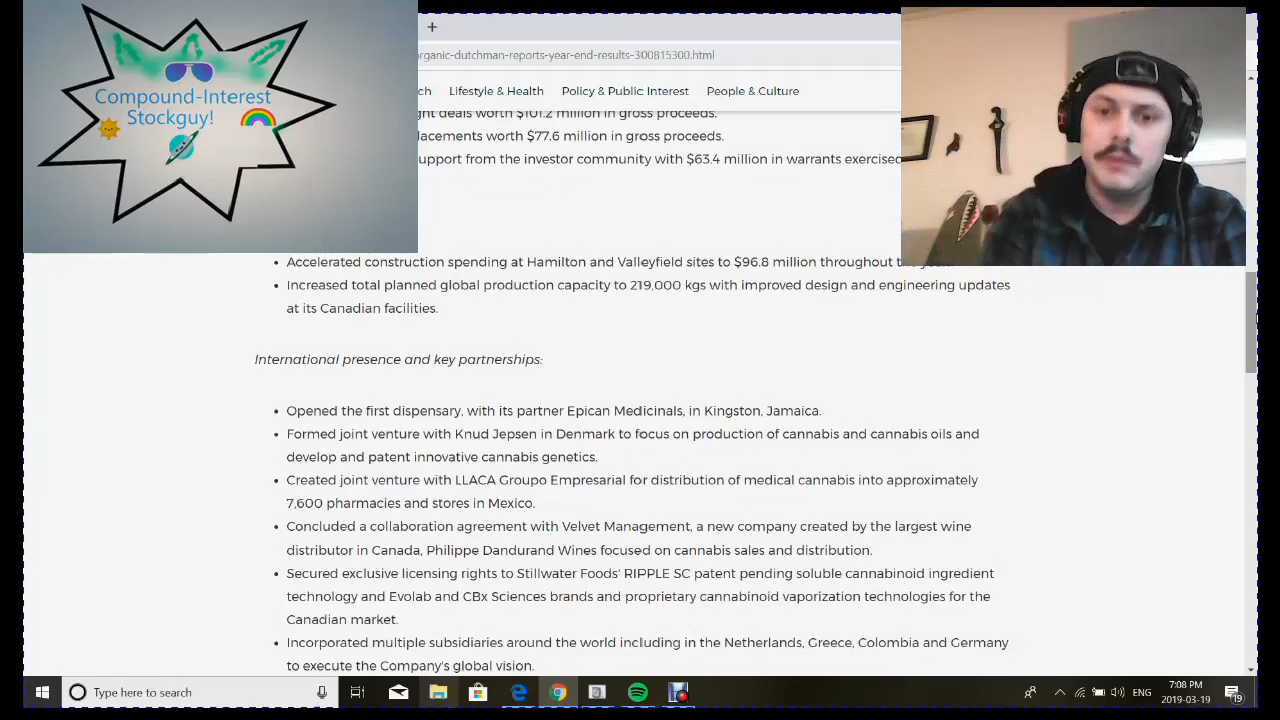 Compound-Interest
Stockguy!
+
organic-dutchman-reports-year-end-results-300815300.html
ch Lifestyle & Health Policy & Public Interest People & Culture
ght deals worth $101.2 million in gross proceeds.
lacements worth $77.6 million in gross proceeds.
support from the investor community with $63.4 million in warrants exercised
• Accelerated construction spending at Hamilton and Valleyfield sites to $96.8 million throughout
• Increased total planned global production capacity to 219,000 kgs with improved design and engineering updates
at its Canadian facilities.
International presence and key partnerships:
• Opened the first dispensary, with its partner Epican Medicinals, in Kingston, Jamaica.
• Formed joint venture with Knud Jepsen in Denmark to focus on production of cannabis and cannabis oils and
develop and patent innovative cannabis genetics.
• Created joint venture with LLACA Groupo Empresarial for distribution of medical cannabis into approximately
7,600 pharmacies and stores in Mexico.
• Concluded a collaboration agreement with Velvet Management, a new company created by the largest wine
distributor in Canada, Philippe Dandurand Wines focused on cannabis sales and distribution.
• Secured exclusive licensing rights to Stillwater Foods' RIPPLE SC patent pending soluble cannabinoid ingredient
technology and Evolab and CBx Sciences brands and proprietary cannabinoid vaporization technologies for the
Canadian market.
• Incorporated multiple subsidiaries around the world including in the Netherlands, Greece, Colombia and Germany
to execute the Company's global vision.
Type here to search
ENG
7:08 PM
2019-03-19
19